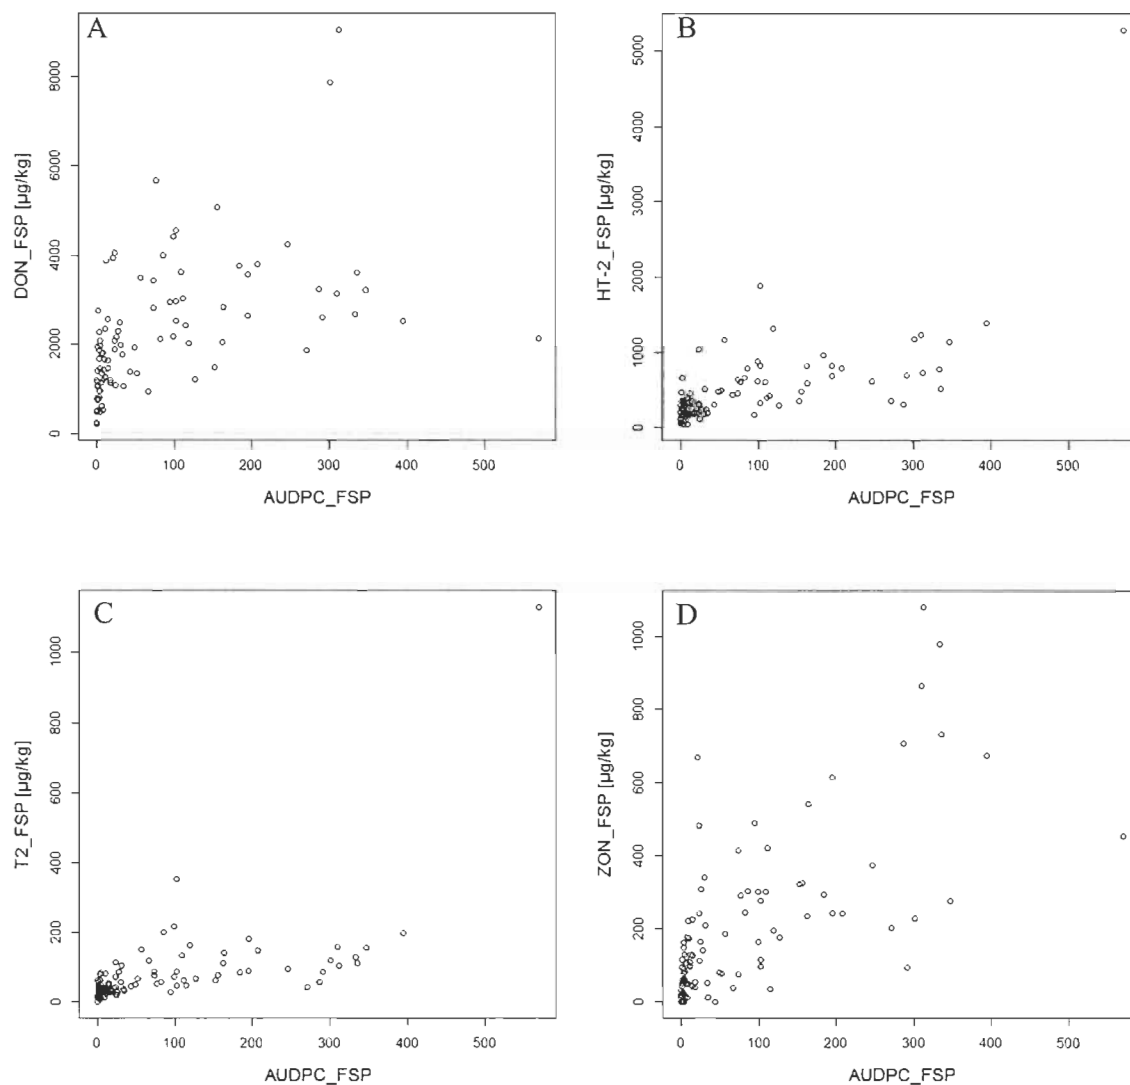 A
DON_FSP [µg/kg]
8000
6000
4000
2000
0
0 100 200 300 400 500
AUDPC_FSP
B
HT-2_FSP [µg/kg]
5000
4000
3000
2000
1000
0
0 100 200 300 400 500
AUDPC_FSP
C
T2_FSP [µg/kg]
1000
800
600
400
200
0
0 100 200 300 400 500
AUDPC_FSP
D
ZON_FSP [µg/kg]
1000
800
600
400
200
0
0 100 200 300 400 500
AUDPC_FSP